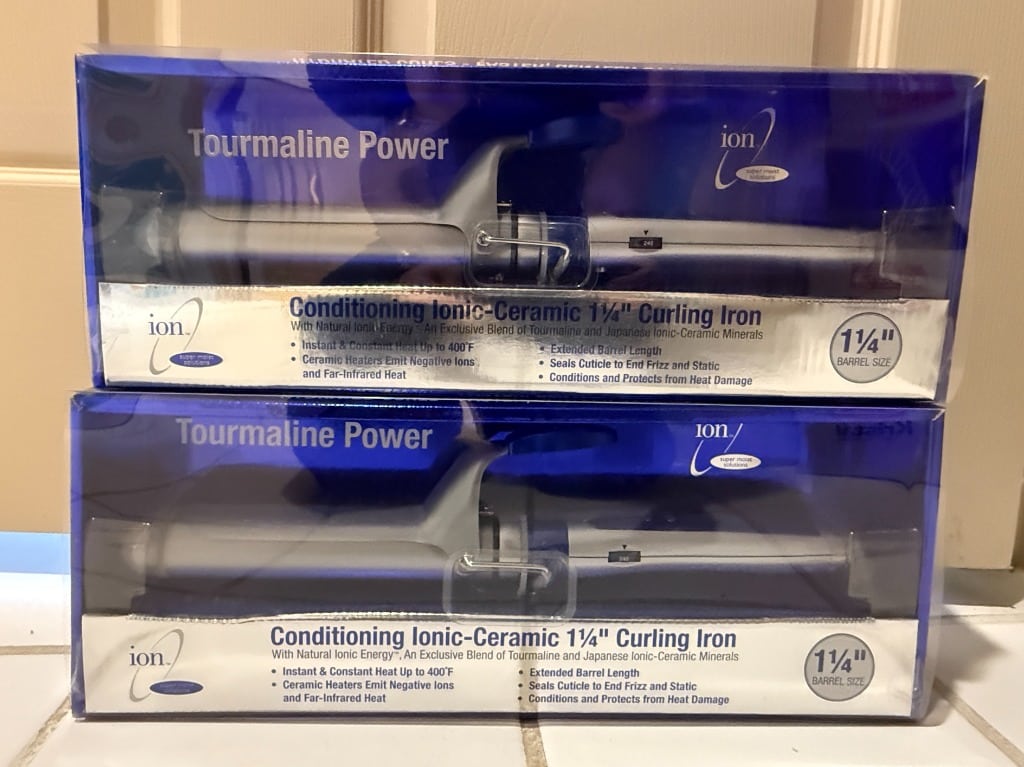 Tourmaline Power
ion
super moist
solutions
240
Conditioning Ionic-Ceramic 1¼" Curling Iron
With Natural Ionic Energy™, An Exclusive Blend of Tourmaline and Japanese Ionic-Ceramic Minerals
ion
super moist
solutions
• Instant & Constant Heat Up to 400°F
• Ceramic Heaters Emit Negative Ions
and Far-Infrared Heat
• Extended Barrel Length
• Seals Cuticle to End Frizz and Static
• Conditions and Protects from Heat Damage
1¼"
BARREL SIZE
Tourmaline Power
ion™
super moist
solutions
240
Conditioning Ionic-Ceramic 1¼" Curling Iron
With Natural Ionic Energy™, An Exclusive Blend of Tourmaline and Japanese Ionic-Ceramic Minerals
ion™
• Instant & Constant Heat Up to 400°F
• Ceramic Heaters Emit Negative Ions
and Far-Infrared Heat
• Extended Barrel Length
• Seals Cuticle to End Frizz and Static
• Conditions and Protects from Heat Damage
1¼"
BARREL SIZE